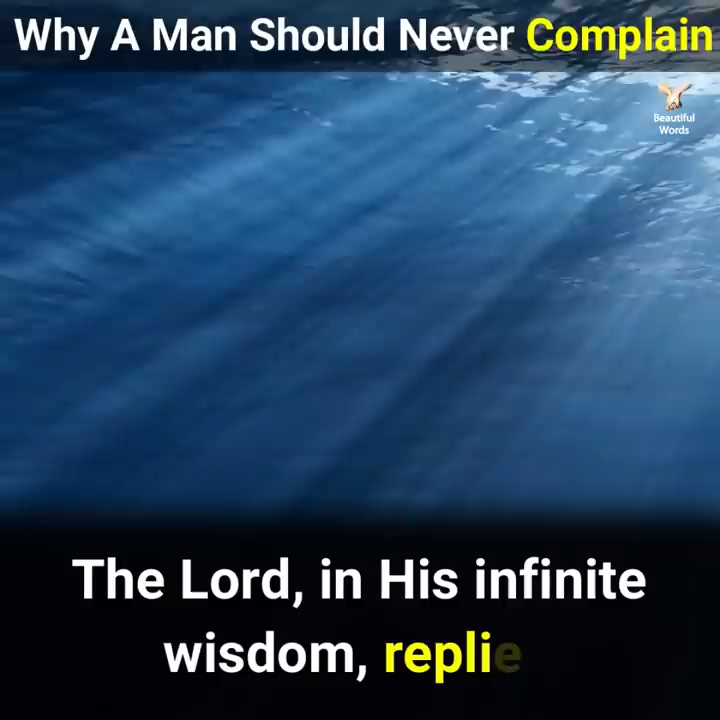 Why A Man Should Never Complain
Beautiful
Words
The Lord, in His infinite
wisdom, replie